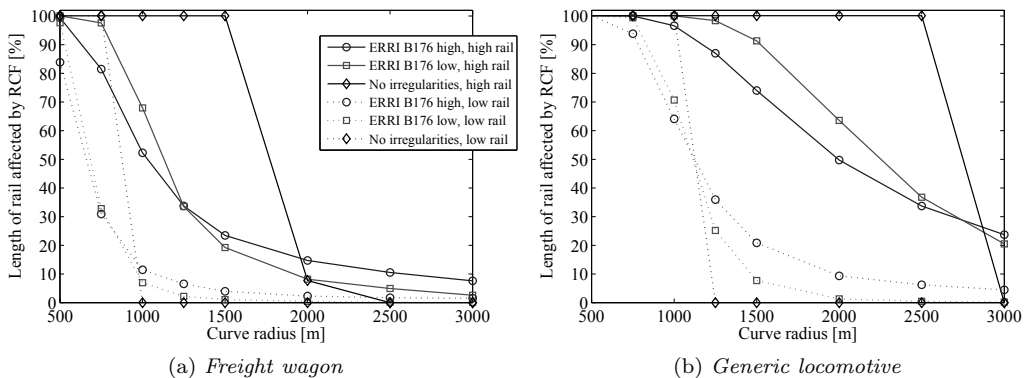 Length of rail affected by RCF [%]
100
90
80
70
60
50
40
30
20
10
0
500 1000 1500 2000 2500 3000
Curve radius [m]
ERRI B176 high, high rail
ERRI B176 low, high rail
No irregularities, high rail
ERRI B176 high, low rail
ERRI B176 low, low rail
No irregularities, low rail
(a) Freight wagon
Length of rail affected by RCF [%]
100
90
80
70
60
50
40
30
20
10
0
500 1000 1500 2000 2500 3000
Curve radius [m]
(b) Generic locomotive